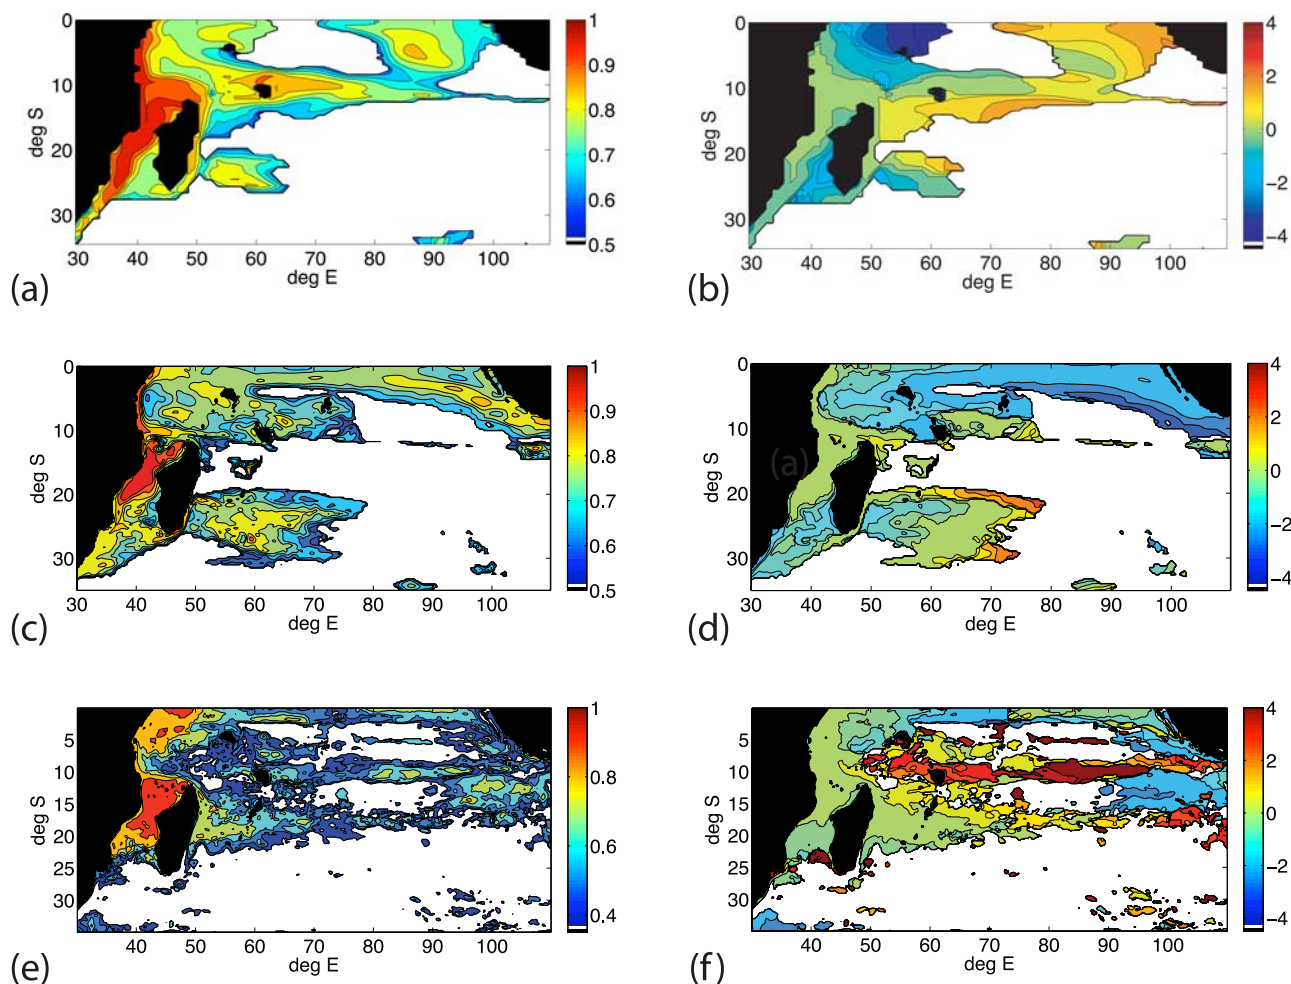 0 10 20 30
deg S
30 40 50 60 70 80 90 100
deg E
1 0.9 0.8 0.7 0.6 0.5
(a)
0 10 20 30
deg S
30 40 50 60 70 80 90 100
deg E
4 2 0 −2 −4
(b)
0 10 20 30
deg S
30 40 50 60 70 80 90 100
deg E
1 0.9 0.8 0.7 0.6 0.5
(c)
0 10 20 30
deg S
(a)
30 40 50 60 70 80 90 100
deg E
4 2 0 −2 −4
(d)
5 10 15 20 25 30
deg S
40 50 60 70 80 90 100
deg E
1 0.8 0.6 0.4
(e)
5 10 15 20 25 30
deg S
40 50 60 70 80 90 100
deg E
4 2 0 −2 −4
(f)